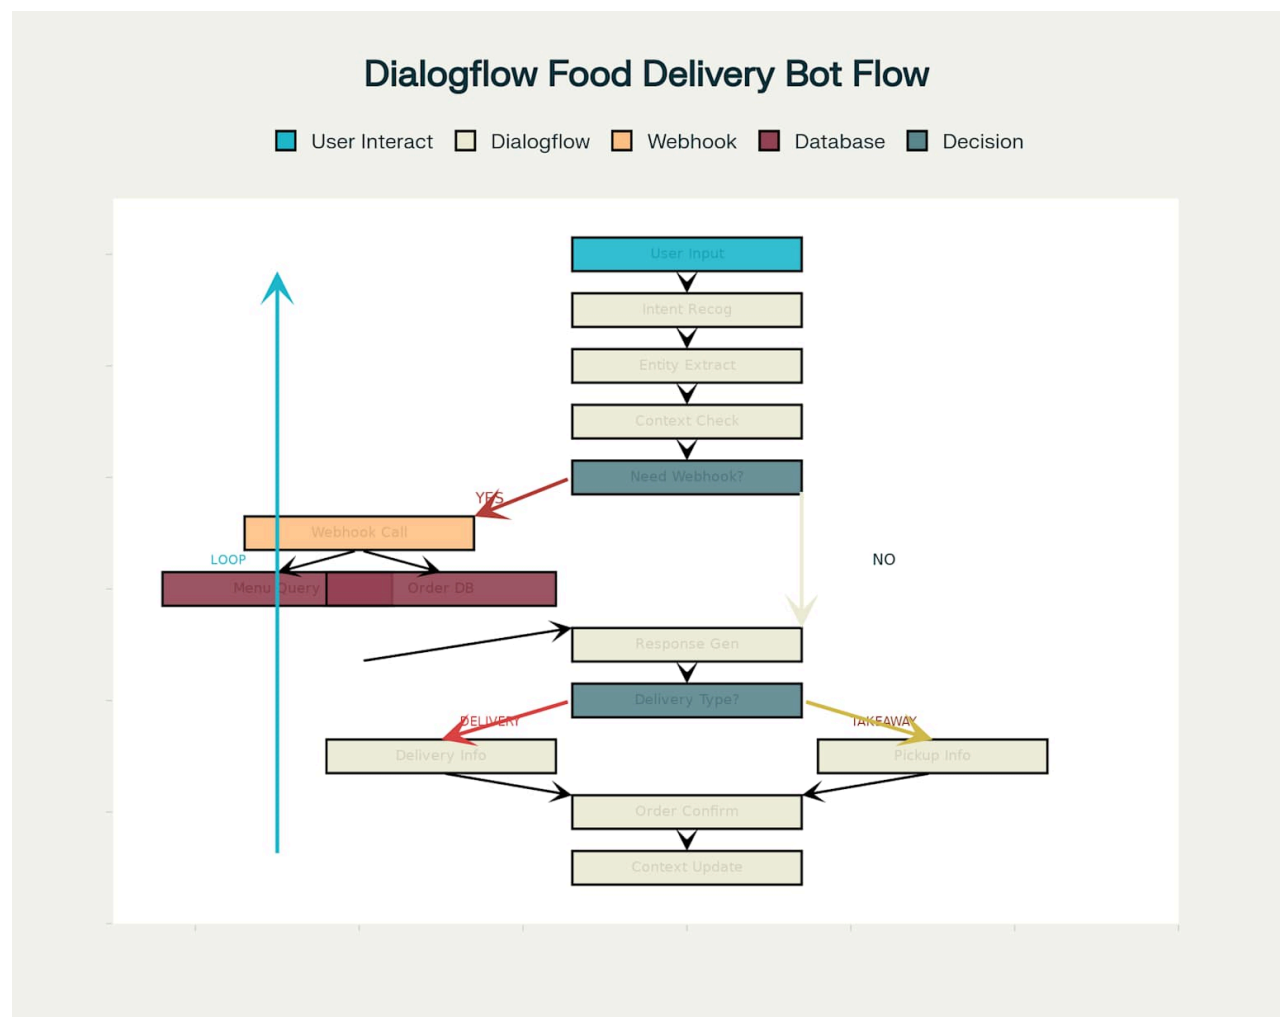 Dialogflow Food Delivery Bot Flow
User Interact
Dialogflow
Webhook
Database
Decision
User Input
Intent Recog
Entity Extract
Context Check
Need Webhook?
YES
Webhook Call
LOOP
NO
Menu Query
Order DB
Response Gen
Delivery Type?
DELIVERY
TAKEAWAY
Delivery Info
Pickup Info
Order Confirm
Context Update